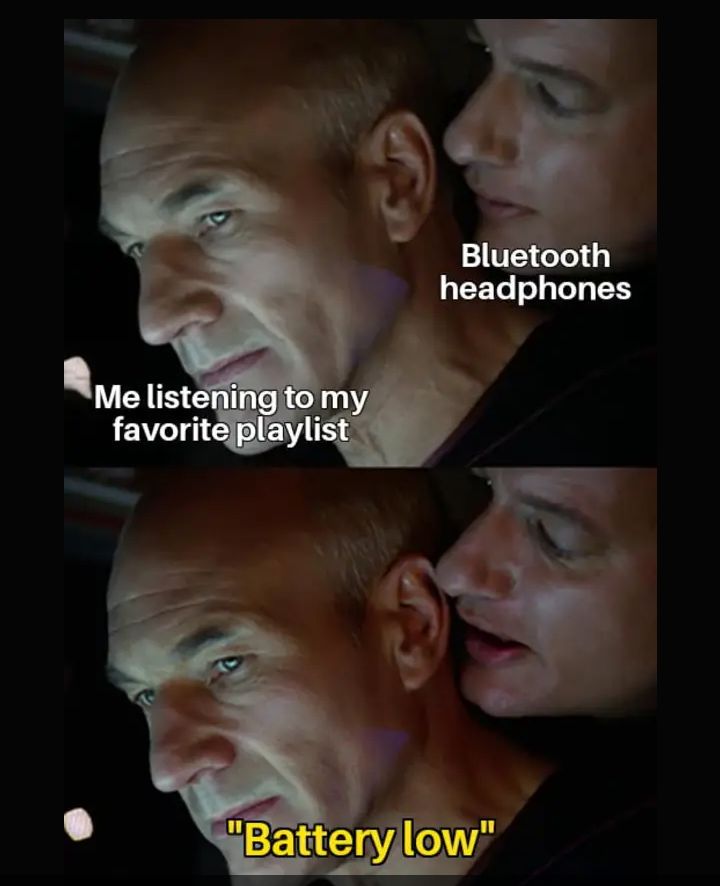 Bluetooth
headphones
Me listening to my
favorite playlist
"Battery low"